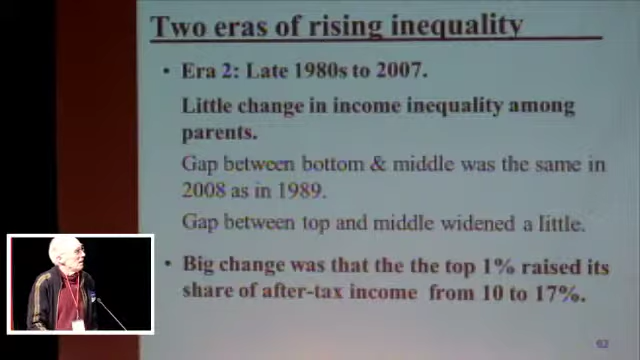 Two eras of rising inequality
• Era 2: Late 1980s to 2007.
Little change in income inequality among
parents.
Gap between bottom & middle was the same in
2008 as in 1989.
Gap between top and middle widened a little.
• Big change was that the the top 1% raised its
share of after-tax income from 10 to 17%.
62